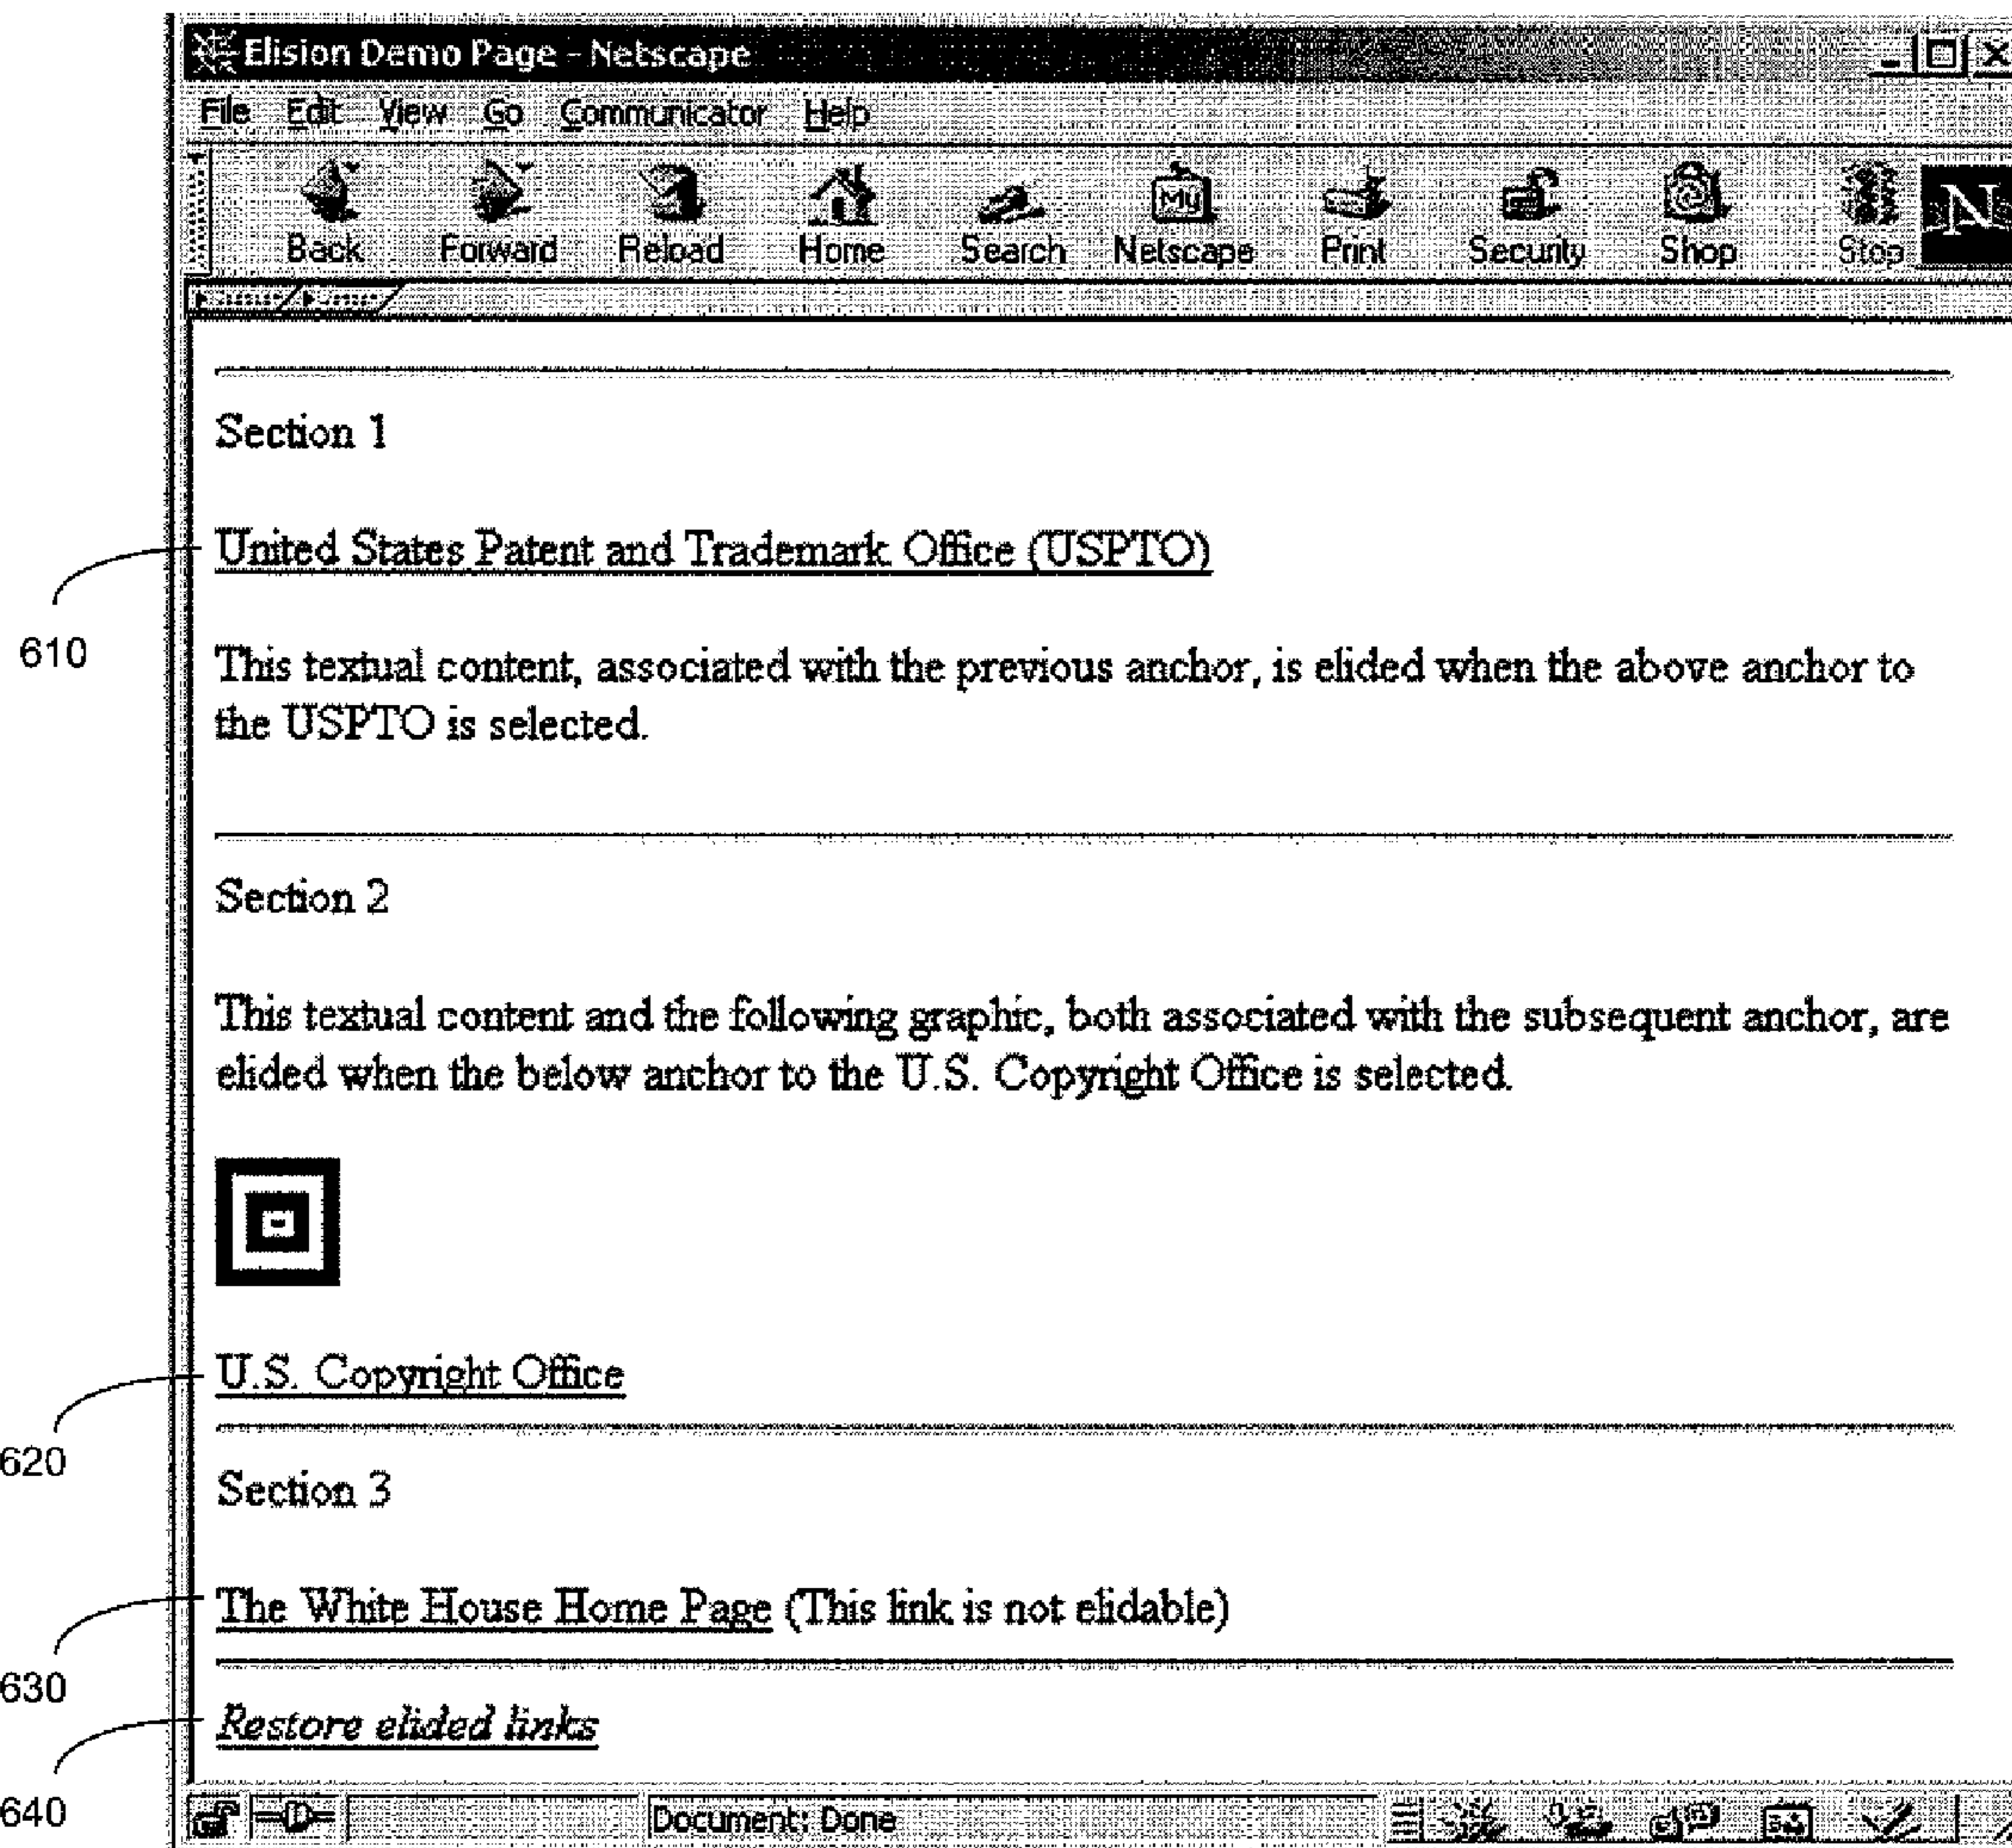 Elision Demo Page - Netscape
File Edit View Go Communicator Help
My
N
Back Forward Reload Home Search Netscape Print Security Shop Stop
Section 1
United States Patent and Trademark Office (USPTO)
610
This textual content, associated with the previous anchor, is elided when the above anchor to
the USPTO is selected.
Section 2
This textual content and the following graphic, both associated with the subsequent anchor, are
elided when the below anchor to the U.S. Copyright Office is selected.
U.S. Copyright Office
620
Section 3
The White House Home Page (This link is not elidable)
630
Restore elided links
640
Document: Done